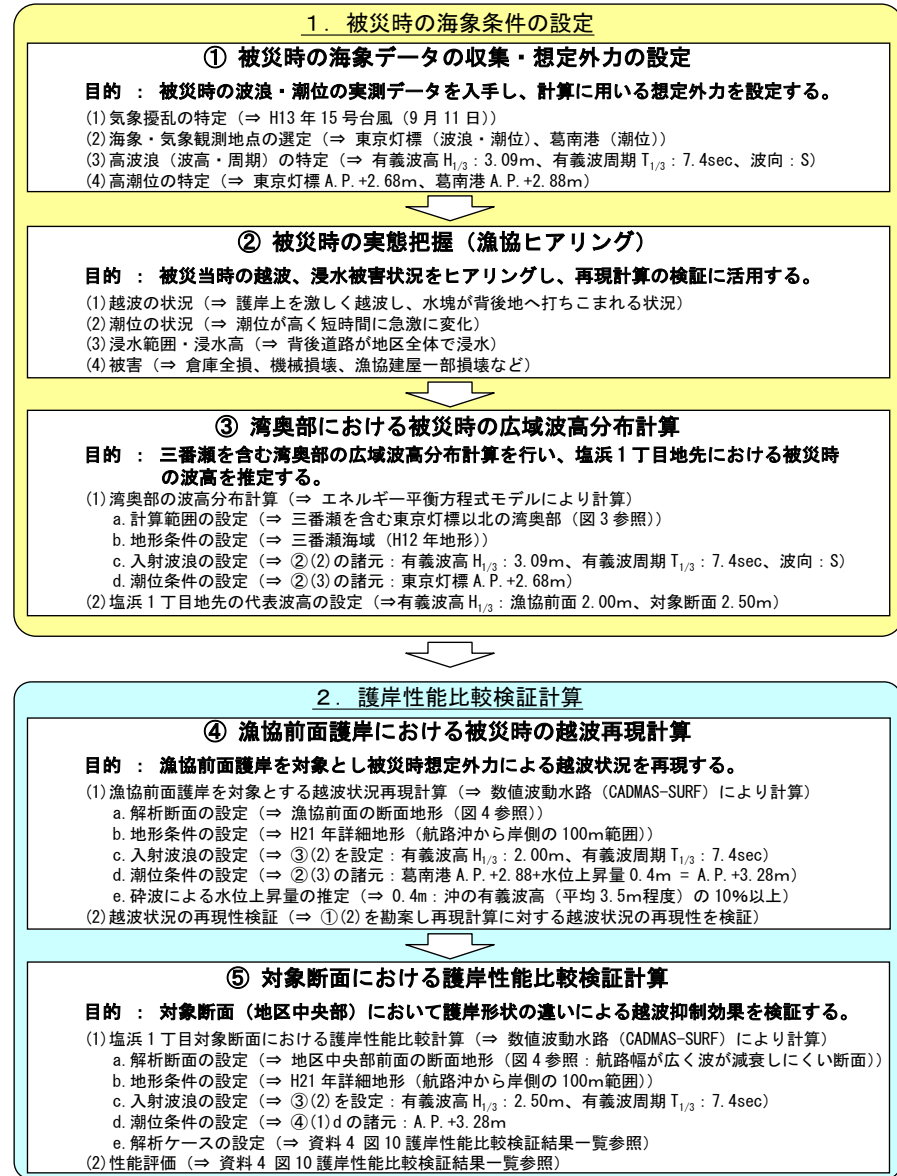 １．被災時の海象条件の設定
① 被災時の海象データの収集・想定外力の設定
目的 ： 被災時の波浪・潮位の実測データを入手し、計算に用いる想定外力を設定する。
(1)気象擾乱の特定（⇒ H13年15号台風（9月11日））
(2)海象・気象観測地点の選定（⇒ 東京灯標（波浪・潮位）、葛南港（潮位））
(3)高波浪（波高・周期）の特定（⇒ 有義波高H1/3：3.09m、有義波周期T1/3：7.4sec、波向：S）
(4)高潮位の特定（⇒ 東京灯標A.P.+2.68m、葛南港A.P.+2.88m）
② 被災時の実態把握（漁協ヒアリング）
目的 ： 被災当時の越波、浸水被害状況をヒアリングし、再現計算の検証に活用する。
(1)越波の状況（⇒ 護岸上を激しく越波し、水塊が背後地へ打ちこまれる状況）
(2)潮位の状況（⇒ 潮位が高く短時間に急激に変化）
(3)浸水範囲・浸水高（⇒ 背後道路が地区全体で浸水）
(4)被害（⇒ 倉庫全損、機械損壊、漁協建屋一部損壊など）
③ 湾奥部における被災時の広域波高分布計算
目的 ： 三番瀬を含む湾奥部の広域波高分布計算を行い、塩浜１丁目地先における被災時
の波高を推定する。
(1)湾奥部の波高分布計算（⇒ エネルギー平衡方程式モデルにより計算）
a.計算範囲の設定（⇒ 三番瀬を含む東京灯標以北の湾奥部（図3参照））
b.地形条件の設定（⇒ 三番瀬海域（H12年地形））
c.入射波浪の設定（⇒ ②(2)の諸元：有義波高H1/3：3.09m、有義波周期T1/3：7.4sec、波向：S）
d.潮位条件の設定（⇒ ②(3)の諸元：東京灯標A.P.+2.68m）
(2)塩浜１丁目地先の代表波高の設定（⇒有義波高H1/3：漁協前面2.00m、対象断面2.50m）
２．護岸性能比較検証計算
④ 漁協前面護岸における被災時の越波再現計算
目的 ： 漁協前面護岸を対象とし被災時想定外力による越波状況を再現する。
(1)漁協前面護岸を対象とする越波状況再現計算（⇒ 数値波動水路（CADMAS-SURF）により計算）
a.解析断面の設定（⇒ 漁協前面の断面地形（図4参照））
b.地形条件の設定（⇒ H21年詳細地形（航路沖から岸側の100m範囲））
c.入射波浪の設定（⇒ ③(2)を設定：有義波高H1/3：2.00m、有義波周期T1/3：7.4sec）
d.潮位条件の設定（⇒ ②(3)の諸元：葛南港A.P.+2.88+水位上昇量0.4m = A.P.+3.28m）
e.砕波による水位上昇量の推定（⇒ 0.4m：沖の有義波高（平均3.5m程度）の10%以上）
(2)越波状況の再現性検証（⇒ ①(2)を勘案し再現計算に対する越波状況の再現性を検証）
⑤ 対象断面における護岸性能比較検証計算
目的 ： 対象断面（地区中央部）において護岸形状の違いによる越波抑制効果を検証する。
(1)塩浜１丁目対象断面における護岸性能比較計算（⇒ 数値波動水路（CADMAS-SURF）により計算）
a.解析断面の設定（⇒ 地区中央部前面の断面地形（図4参照：航路幅が広く波が減衰しにくい断面））
b.地形条件の設定（⇒ H21年詳細地形（航路沖から岸側の100m範囲））
c.入射波浪の設定（⇒ ③(2)を設定：有義波高H1/3：2.50m、有義波周期T1/3：7.4sec）
d.潮位条件の設定（⇒ ④(1)dの諸元：A.P.+3.28m
e.解析ケースの設定（⇒ 資料4 図10護岸性能比較検証結果一覧参照）
(2)性能評価（⇒ 資料4 図10護岸性能比較検証結果一覧参照）